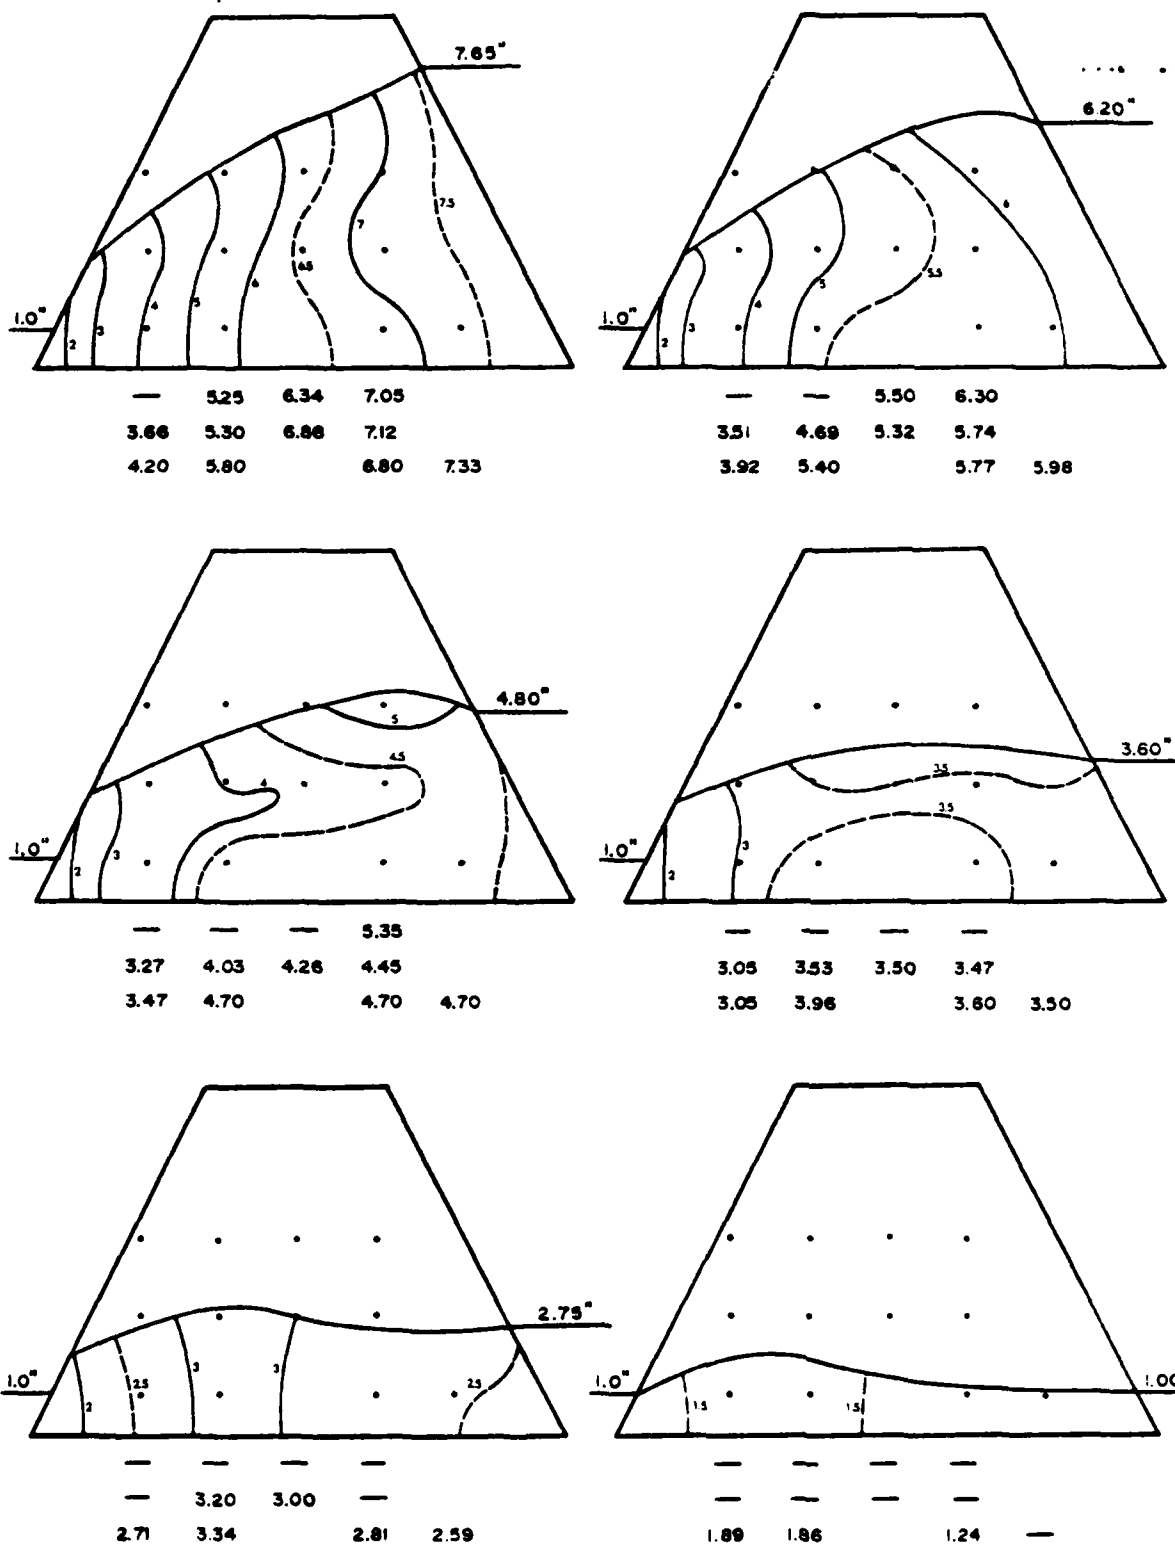 7.65"
7.5
7
6.5
6
5
4
3
2
1.0"
— 5.25 6.34 7.05
3.66 5.30 6.88 7.12
4.20 5.80 6.80 7.33
6.20"
6
5.5
5
4
3
2
1.0"
— — 5.50 6.30
3.51 4.69 5.32 5.74
3.92 5.40 5.77 5.98
4.80"
5
4.5
4
3
2
1.0"
— — — 5.35
3.27 4.03 4.26 4.45
3.47 4.70 4.70 4.70
3.60"
3.5
3.5
3
2
1.0"
— — — —
3.05 3.53 3.50 3.47
3.05 3.96 3.60 3.50
2.75"
1.0"
2
2.5
3
3
2.5
— — — —
— 3.20 3.00 —
2.71 3.34 2.81 2.59
1.0"
1.00
1.5
1.5
— — — —
— — — —
1.89 1.86 1.24 —